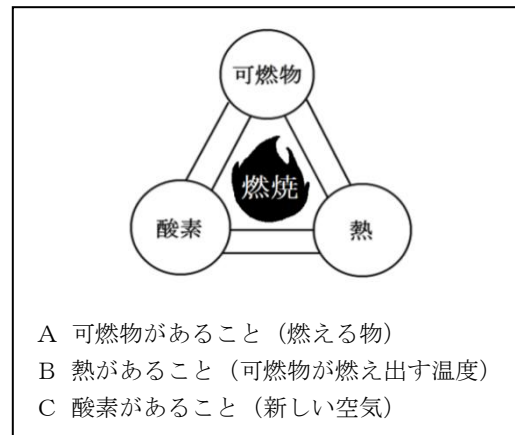 可燃物
燃焼
酸素
熱
A 可燃物があること（燃える物）
B 熱があること（可燃物が燃え出す温度）
C 酸素があること（新しい空気）